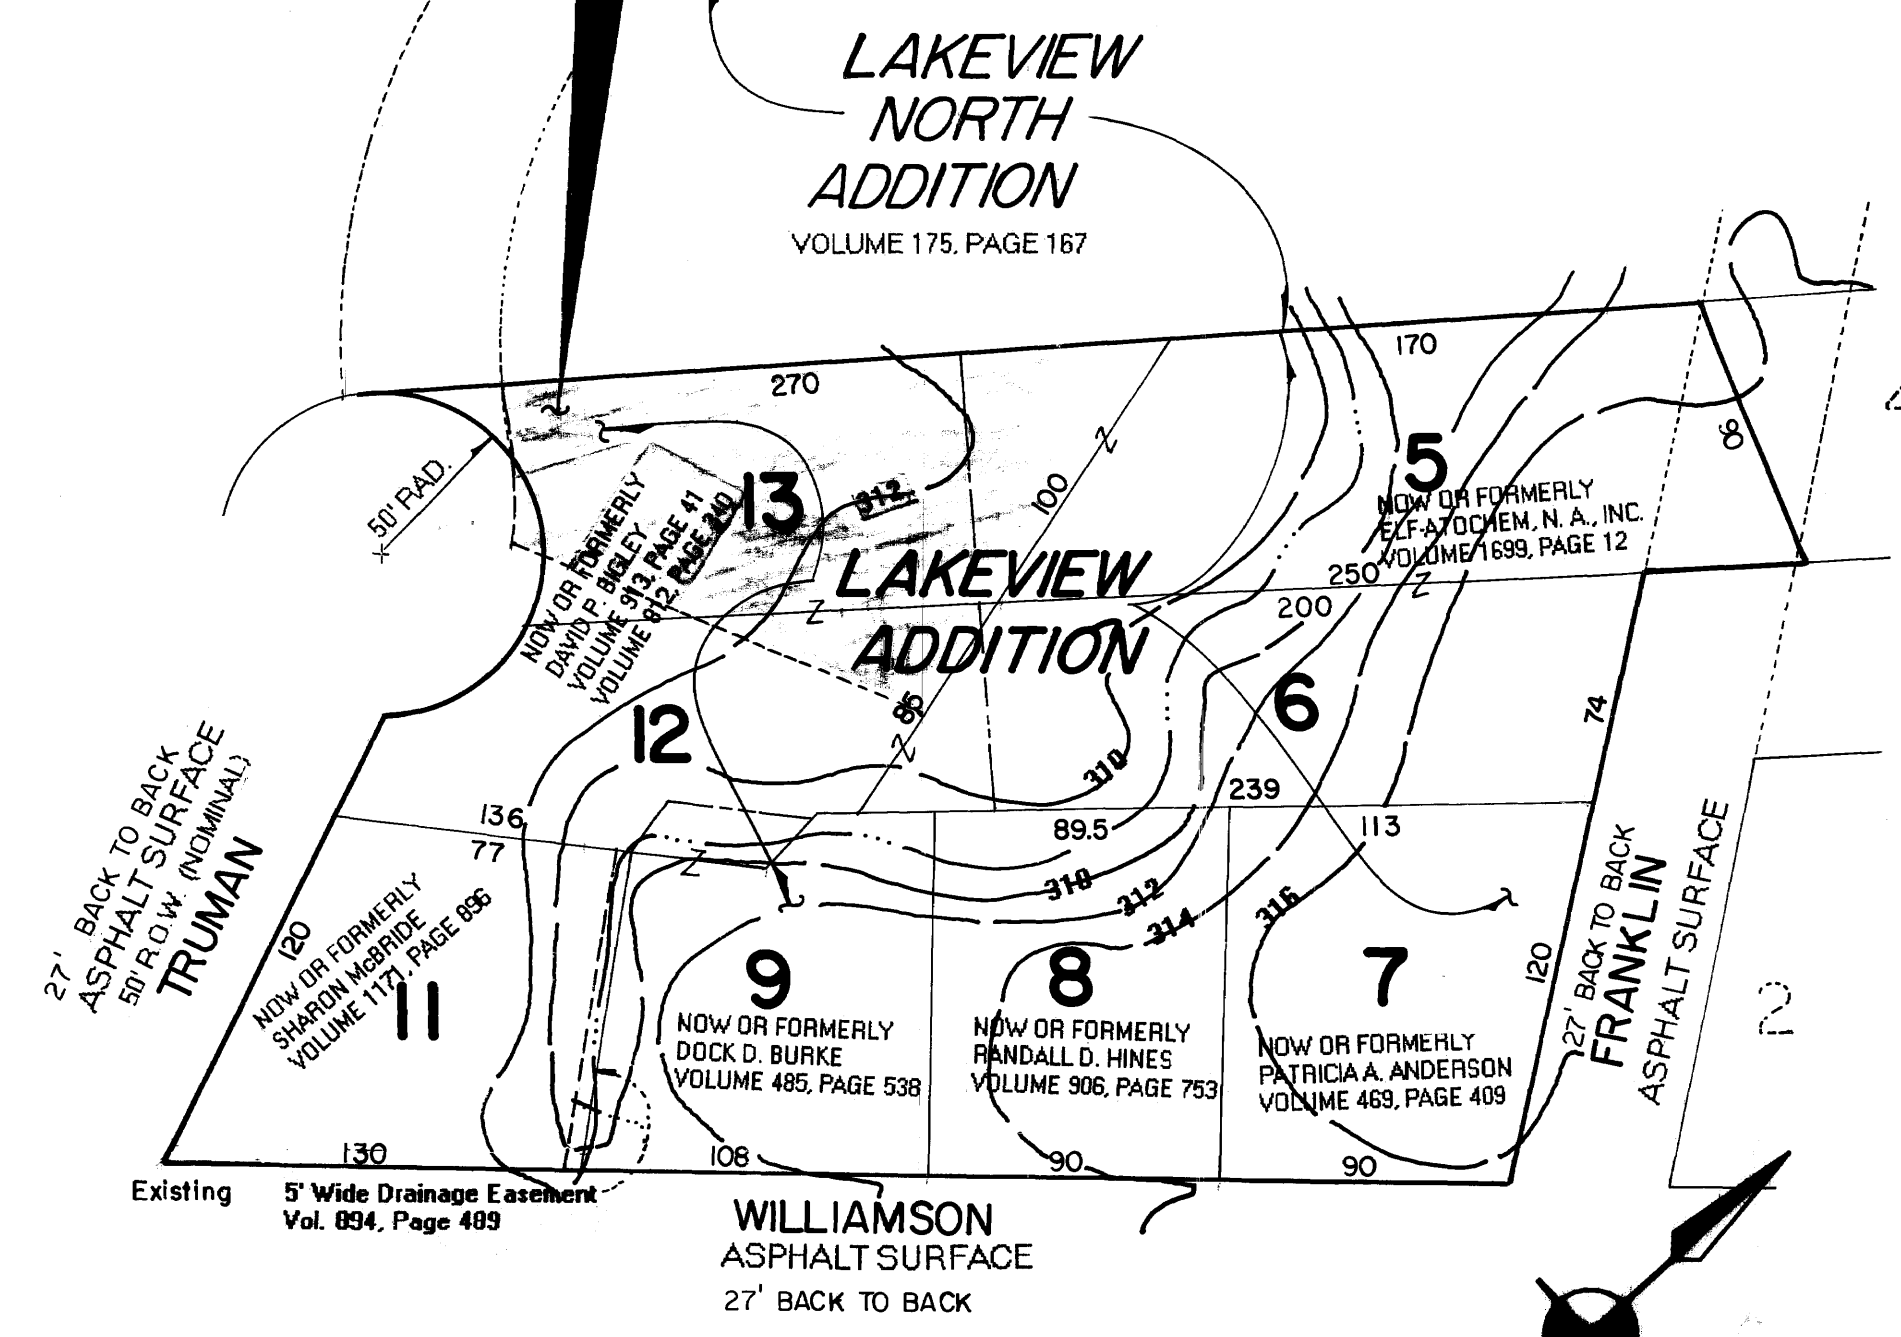 LAKEVIEW
NORTH
ADDITION
VOLUME 175, PAGE 167
170
270
90
50' RAD.
13
312
100
5
NOW OR FORMERLY
ELF-ATOCHEM, N. A., INC.
VOLUME 1699, PAGE 12
NOW OR FORMERLY
DAVID P. BIGLEY
VOLUME 913, PAGE 41
VOLUME 812, PAGE 340
LAKEVIEW
ADDITION
250
200
Z
Z
Z
Z
Z
85
12
6
74
310
239
136
77
89.5
113
27' BACK TO BACK
ASPHALT SURFACE
50' R.O.W. (NOMINAL)
TRUMAN
120
NOW OR FORMERLY
SHARON McBRIDE
VOLUME 1171, PAGE 896
11
310
312
314
316
9
NOW OR FORMERLY
DOCK D. BURKE
VOLUME 485, PAGE 538
8
NOW OR FORMERLY
RANDALL D. HINES
VOLUME 906, PAGE 753
7
NOW OR FORMERLY
PATRICIA A. ANDERSON
VOLUME 469, PAGE 409
120
27' BACK TO BACK
FRANKLIN
ASPHALT SURFACE
2
130
108
90
90
Existing
5' Wide Drainage Easement
Vol. 894, Page 489
WILLIAMSON
ASPHALT SURFACE
27' BACK TO BACK